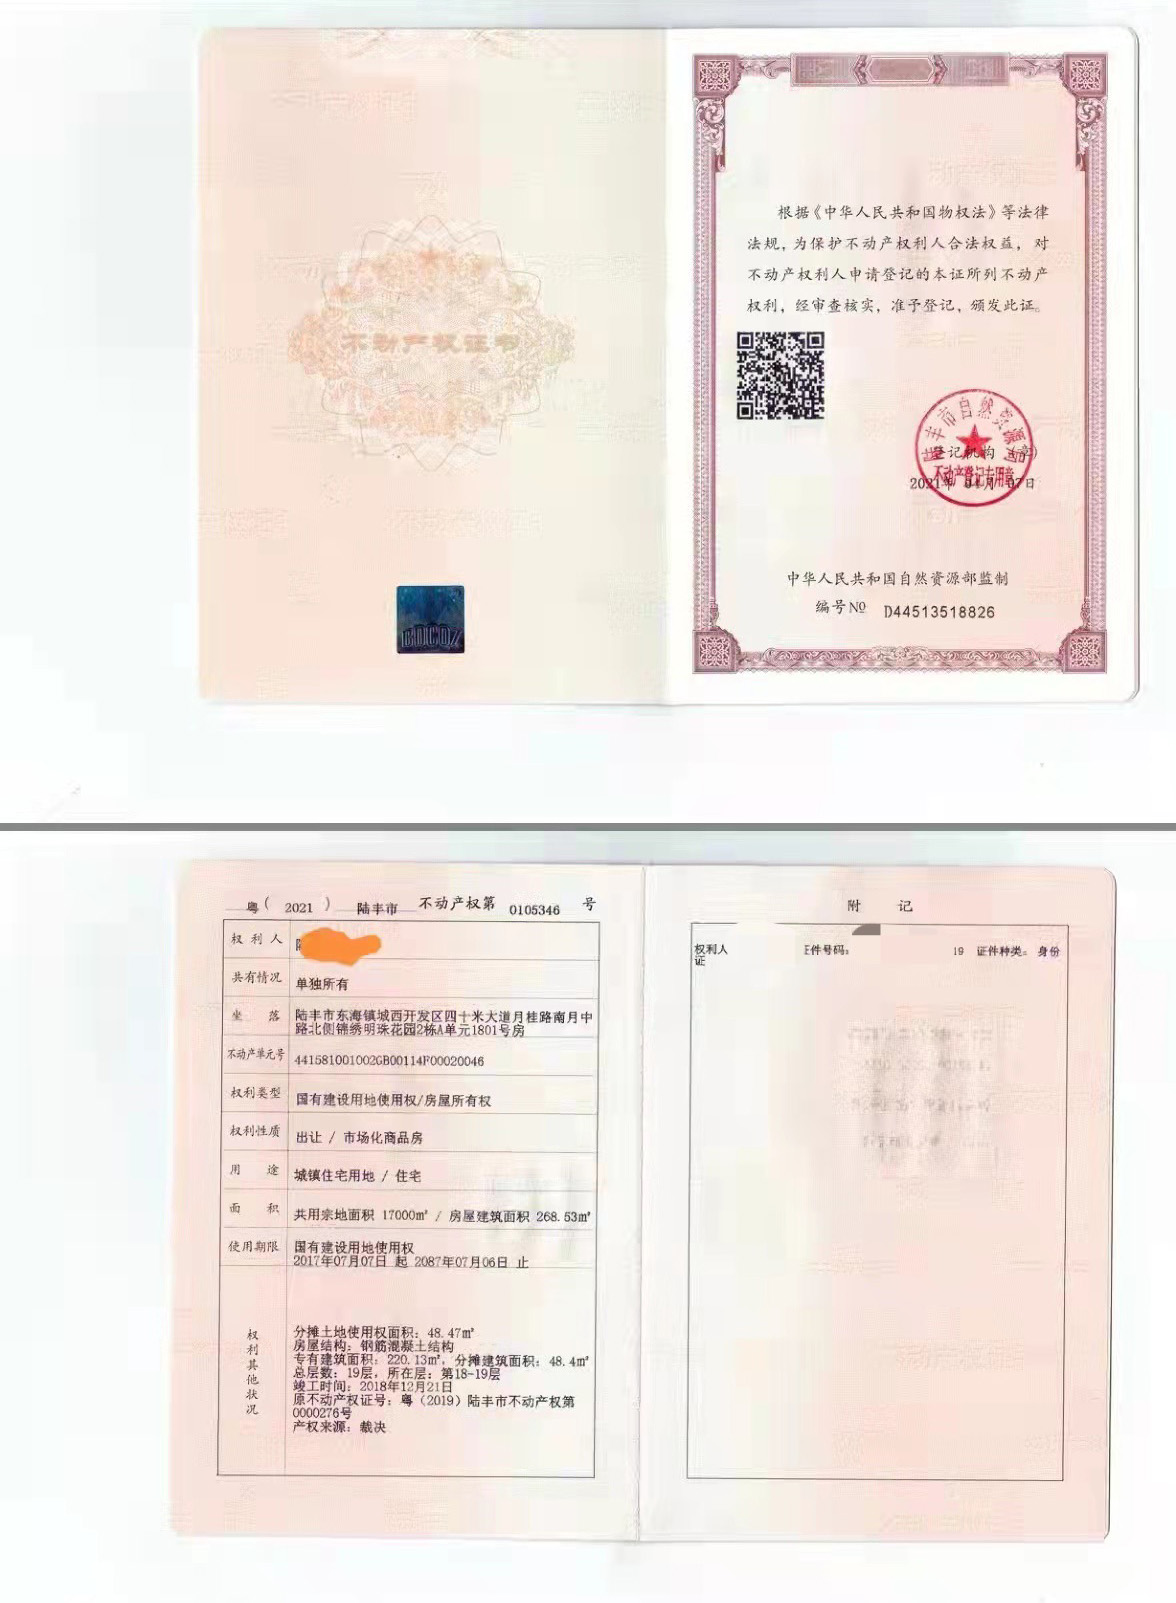 不动产权证书
根据《中华人民共和国物权法》等法律
法规，为保护不动产权利人合法权益，对
不动产权利人申请登记的本证所列不动产
权利，经审查核实，准予登记，颁发此证。
陆丰市自然资源局
登记机构（章）
不动产登记专用章
2021年 04月 07日
中华人民共和国自然资源部监制
编号№ D44513518826
粤（ 2021 ） 陆丰市 不动产权第 0105346 号
权利人
共有情况 单独所有
坐落 陆丰市东海镇城西开发区四十米大道月桂路南月中
路北侧锦绣明珠花园2栋A单元1801号房
不动产单元号 441581001002GB00114F00020046
权利类型 国有建设用地使用权/房屋所有权
权利性质 出让 / 市场化商品房
用途 城镇住宅用地 / 住宅
面积 共用宗地面积 17000㎡ / 房屋建筑面积 268.53㎡
使用期限 国有建设用地使用权
2017年07月07日 起 2087年07月06日 止
权利其他状况
分摊土地使用权面积：48.47㎡
房屋结构：钢筋混凝土结构
专有建筑面积：220.13㎡，分摊建筑面积：48.4㎡
总层数：19层，所在层：第18-19层
竣工时间：2018年12月21日
原不动产权证号：粤（2019）陆丰市不动产权第
0000276号
产权来源：裁决
附 记
权利人 证件号码： 19 证件种类：身份
证